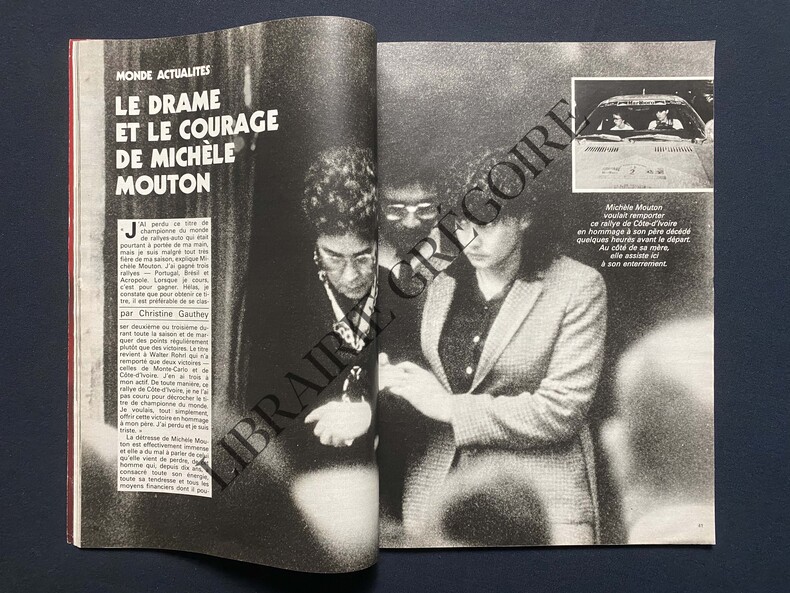 MONDE ACTUALITÉS
LE DRAME
ET LE COURAGE
DE MICHÈLE
MOUTON
« J'AI perdu ce titre de
championne du monde
de rallyes-auto qui était
pourtant à portée de ma main,
mais je suis malgré tout très
fière de ma saison, explique Mi-
chèle Mouton. J'ai gagné trois
rallyes — Portugal, Brésil et
Acropole. Lorsque je cours,
c'est pour gagner. Hélas, je
constate que pour obtenir ce ti-
tre, il est préférable de se clas-
par Christine Gauthey
ser deuxième ou troisième du-
rant toute la saison et de mar-
quer des points régulièrement
plutôt que des victoires. Le titre
revient à Walter Rohrl qui n'a
remporté que deux victoires —
celles de Monte-Carlo et de
Côte-d'Ivoire. J'en ai trois à
mon actif. De toute manière, ce
rallye de Côte-d'Ivoire, je ne l'ai
pas couru pour décrocher le ti-
tre de championne du monde.
Je voulais, tout simplement,
offrir cette victoire en hommage
à mon père. J'ai perdu et je suis
triste. »
La détresse de Michèle Mou-
ton est effectivement immense
et elle a du mal à parler de celui
qu'elle vient de perdre, de
homme qui, depuis dix ans, a
consacré toute son énergie,
toute sa tendresse et tous les
moyens financiers dont il pou-
Michèle Mouton
voulait remporter
ce rallye de Côte-d'Ivoire
en hommage à son père décédé
quelques heures avant le départ.
Au côté de sa mère,
elle assiste ici
à son enterrement.
LIBRAIRIE GRÉGOIRE